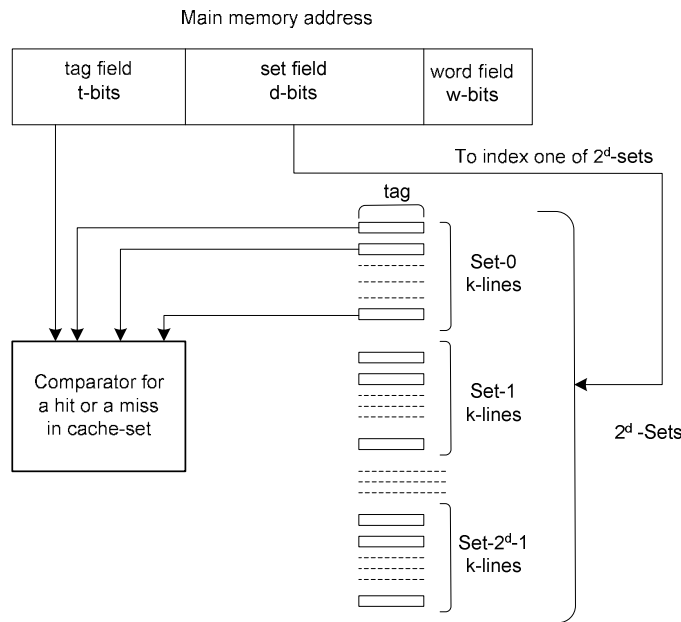 Main memory address
tag field
t-bits
set field
d-bits
word field
w-bits
To index one of 2ᵈ-sets
tag
Set-0
k-lines
Comparator for
a hit or a miss
in cache-set
Set-1
k-lines
2ᵈ -Sets
Set-2ᵈ-1
k-lines